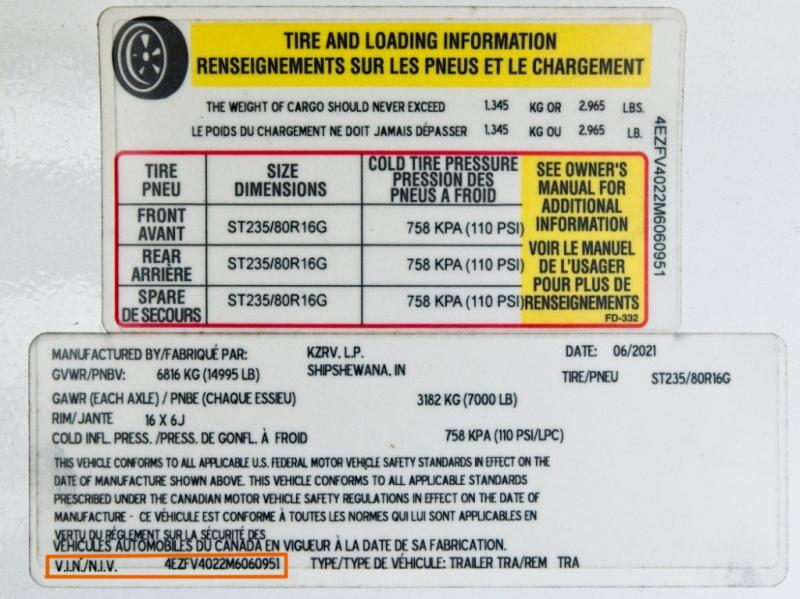 TIRE AND LOADING INFORMATION
RENSEIGNEMENTS SUR LES PNEUS ET LE CHARGEMENT
THE WEIGHT OF CARGO SHOULD NEVER EXCEED 1.345 KG OR 2.965 LBS.
LE POIDS DU CHARGEMENT NE DOIT JAMAIS DÉPASSER 1.345 KG OU 2.965 LB.
4EZFV4022M6060951
TIRE PNEU
SIZE DIMENSIONS
COLD TIRE PRESSURE PRESSION DES PNEUS A FROID
FRONT AVANT ST235/80R16G 758 KPA (110 PSI)
REAR ARRIÈRE ST235/80R16G 758 KPA (110 PSI)
SPARE DE SECOURS ST235/80R16G 758 KPA (110 PSI)
SEE OWNER'S
MANUAL FOR
ADDITIONAL
INFORMATION
VOIR LE MANUEL
DE L'USAGER
POUR PLUS DE
RENSEIGNEMENTS
FD-332
MANUFACTURED BY/FABRIQUÉ PAR: KZRV, L.P. DATE: 06/2021
GVWR/PNBV: 6816 KG (14995 LB) SHIPSHEWANA, IN TIRE/PNEU ST235/80R16G
GAWR (EACH AXLE) / PNBE (CHAQUE ESSIEU) 3182 KG (7000 LB)
RIM/JANTE 16 X 6J
COLD INFL. PRESS. /PRESS. DE GONFL. À FROID 758 KPA (110 PSI/LPC)
THIS VEHICLE CONFORMS TO ALL APPLICABLE U.S. FEDERAL MOTOR VEHICLE SAFETY STANDARDS IN EFFECT ON THE
DATE OF MANUFACTURE SHOWN ABOVE. THIS VEHICLE CONFORMS TO ALL APPLICABLE STANDARDS
PRESCRIBED UNDER THE CANADIAN MOTOR VEHICLE SAFETY REGULATIONS IN EFFECT ON THE DATE OF
MANUFACTURE - CE VÉHICULE EST CONFORME À TOUTES LES NORMES QUI LUI SONT APPLICABLES EN
VERTU DU RÉGLEMENT SUR LA SÉCURITÉ DES
VÉHICULES AUTOMOBILES DU CANADA EN VIGUEUR À LA DATE DE SA FABRICATION.
V.I.N./N.I.V. 4EZFV4022M6060951 TYPE/TYPE DE VÉHICULE: TRAILER TRA/REM TRA